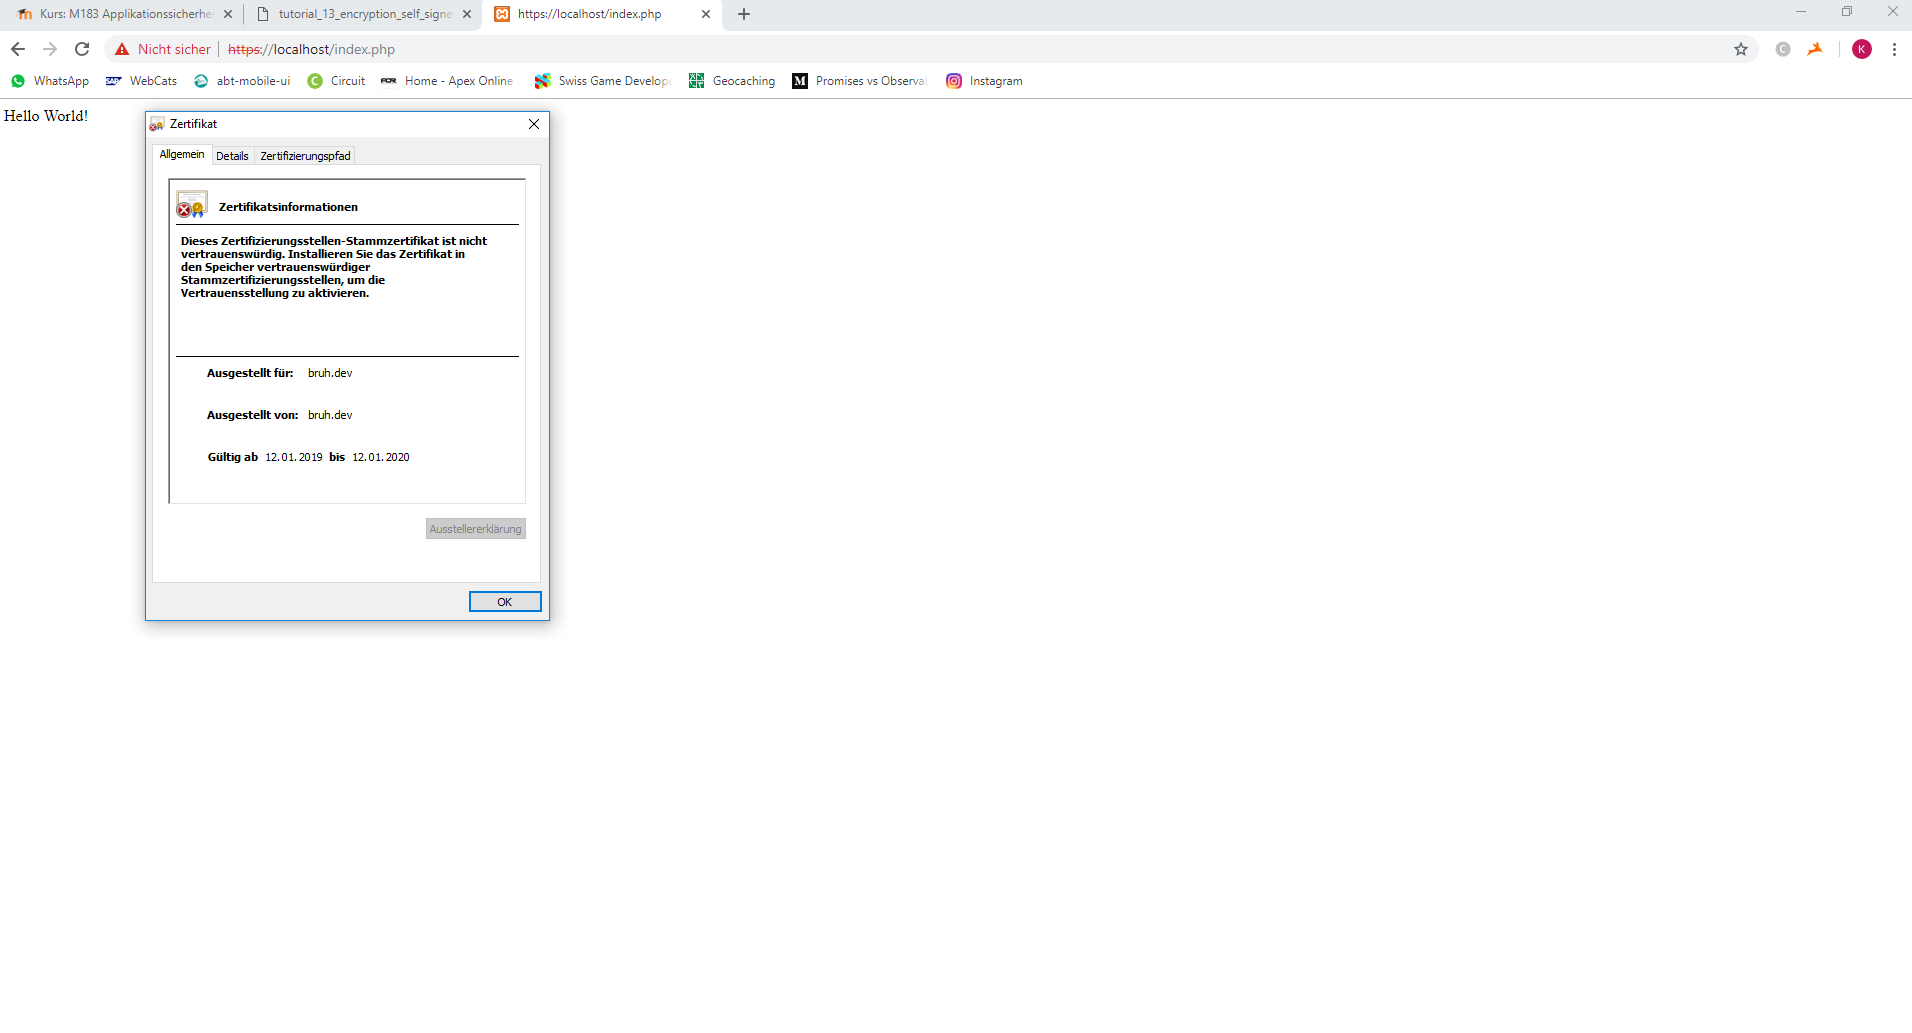 Kurs: M183 Applikationssicherhe
tutorial_13_encryption_self_signe
https://localhost/index.php
Nicht sicher
https://localhost/index.php
K
WhatsApp
WebCats
abt-mobile-ui
Circuit
Home - Apex Online
Swiss Game Develope
Geocaching
Promises vs Observab
Instagram
Hello World!
Zertifikat
Allgemein
Details
Zertifizierungspfad
Zertifikatsinformationen
Dieses Zertifizierungsstellen-Stammzertifikat ist nicht
vertrauenswürdig. Installieren Sie das Zertifikat in
den Speicher vertrauenswürdiger
Stammzertifizierungsstellen, um die
Vertrauensstellung zu aktivieren.
Ausgestellt für: bruh.dev
Ausgestellt von: bruh.dev
Gültig ab 12.01.2019 bis 12.01.2020
Ausstellererklärung
OK